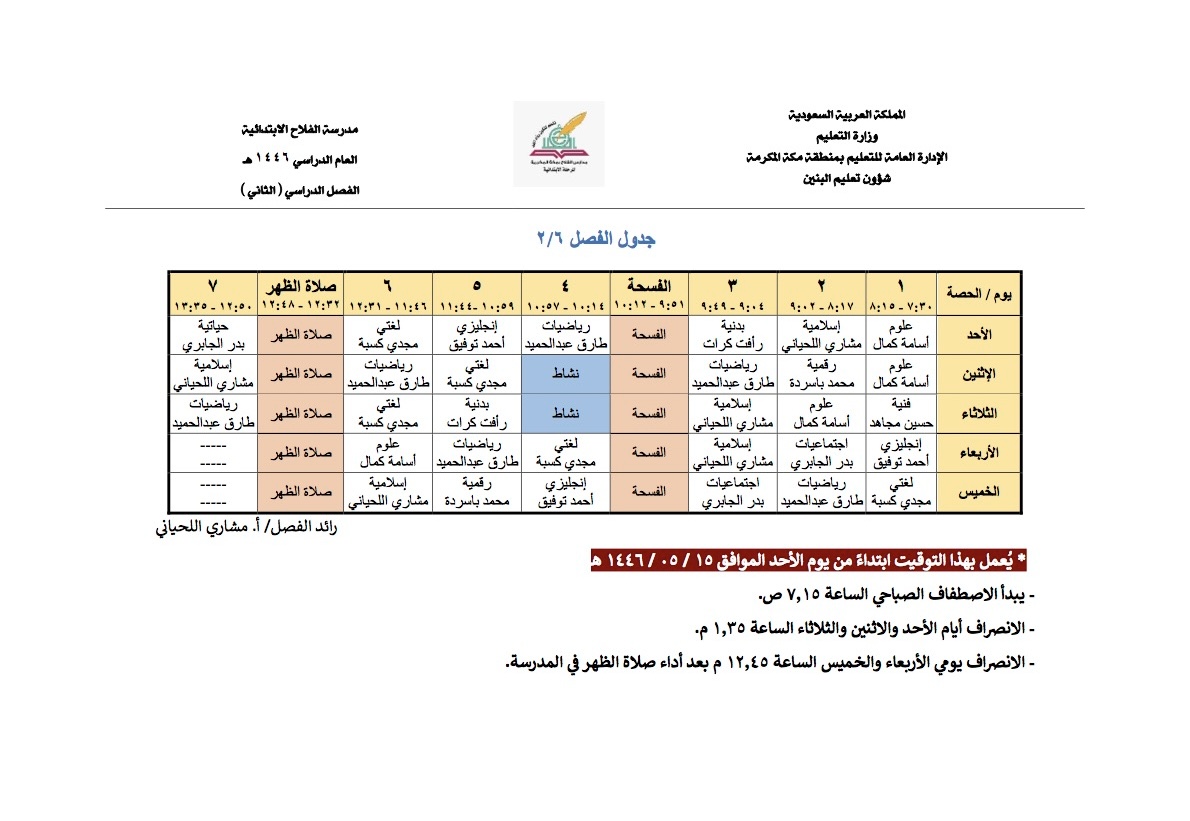 المملكة العربية السعودية
وزارة التعليم
الإدارة العامة للتعليم بمنطقة مكة المكرمة
شؤون تعليم البنين
مدارس الفلاح بمكة المكرمة
المرحلة الابتدائية
مدرسة الفلاح الابتدائية
العام الدراسي ١٤٤٦ هـ
الفصل الدراسي ( الثاني )
جدول الفصل ٢/٦
يوم / الحصة ١ ٢ ٣ الفسحة ٤ ٥ ٦ صلاة الظهر ٧
٧:٣٠ - ٨:١٥ ٨:١٧ - ٩:٠٢ ٩:٠٤ - ٩:٤٩ ٩:٥١ - ١٠:١٢ ١٠:١٤ - ١٠:٥٧ ١٠:٥٩ - ١١:٤٤ ١١:٤٦ - ١٢:٣١ ١٢:٣٢ - ١٢:٤٨ ١٢:٥٠ - ١٣:٣٥
الأحد علوم إسلامية بدنية الفسحة رياضيات إنجليزي لغتي صلاة الظهر حياتية
أسامة كمال مشاري اللحياني رأفت كرات طارق عبدالحميد أحمد توفيق مجدي كسبة بدر الجابري
الإثنين علوم رقمية رياضيات الفسحة نشاط لغتي رياضيات صلاة الظهر إسلامية
أسامة كمال محمد باسردة طارق عبدالحميد مجدي كسبة طارق عبدالحميد مشاري اللحياني
الثلاثاء فنية علوم إسلامية الفسحة نشاط بدنية لغتي صلاة الظهر رياضيات
حسين مجاهد أسامة كمال مشاري اللحياني رأفت كرات مجدي كسبة طارق عبدالحميد
الأربعاء إنجليزي اجتماعيات إسلامية الفسحة لغتي رياضيات علوم صلاة الظهر -----
أحمد توفيق بدر الجابري مشاري اللحياني مجدي كسبة طارق عبدالحميد أسامة كمال -----
الخميس لغتي رياضيات اجتماعيات الفسحة إنجليزي رقمية إسلامية صلاة الظهر -----
مجدي كسبة طارق عبدالحميد بدر الجابري أحمد توفيق محمد باسردة مشاري اللحياني -----
رائد الفصل/ أ. مشاري اللحياني
* يُعمل بهذا التوقيت ابتداءً من يوم الأحد الموافق ١٥ / ٠٥ / ١٤٤٦ هـ
- يبدأ الاصطفاف الصباحي الساعة ٧,١٥ ص.
- الانصراف أيام الأحد والاثنين والثلاثاء الساعة ١,٣٥ م.
- الانصراف يومي الأربعاء والخميس الساعة ١٢,٤٥ م بعد أداء صلاة الظهر في المدرسة.